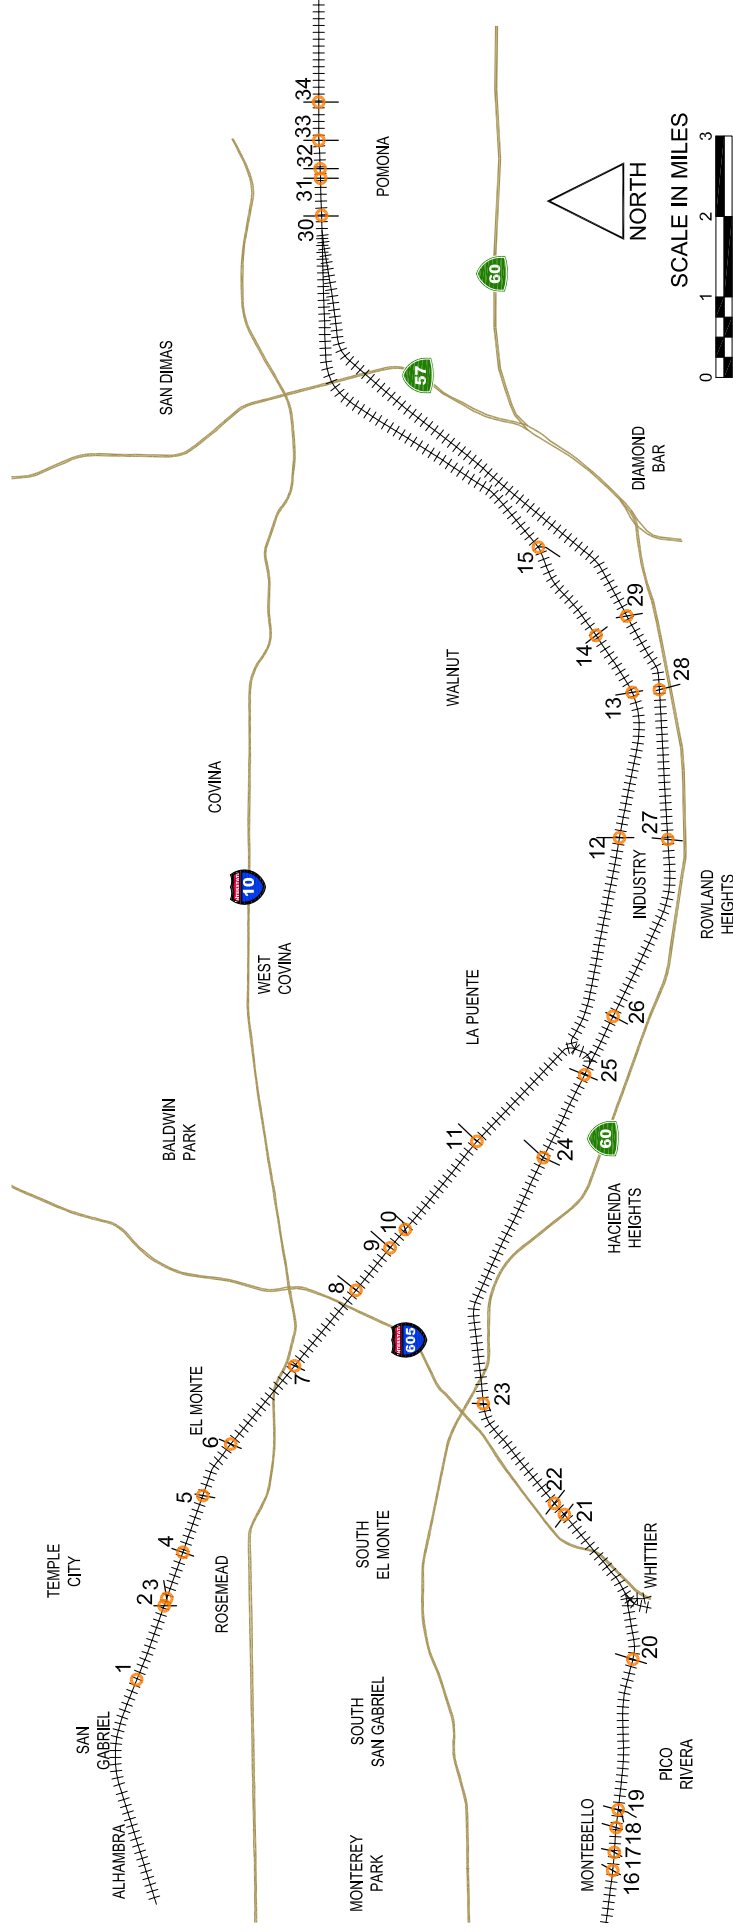 SAN
GABRIEL
ALHAMBRA
TEMPLE
CITY
1
2
3
4
5
6
EL MONTE
ROSEMEAD
7
8
9
10
11
BALDWIN
PARK
WEST
COVINA
COVINA
INTERSTATE
10
SAN DIMAS
57
30
31
32
33
34
POMONA
60
MONTEREY
PARK
SOUTH
SAN GABRIEL
SOUTH
EL MONTE
INTERSTATE
605
LA PUENTE
WALNUT
12
13
14
15
MONTEBELLO
16
17
18
19
PICO
RIVERA
20
WHITTIER
21
22
23
24
25
26
HACIENDA
HEIGHTS
60
INDUSTRY
27
28
29
ROWLAND
HEIGHTS
DIAMOND
BAR
NORTH
SCALE IN MILES
0 1 2 3